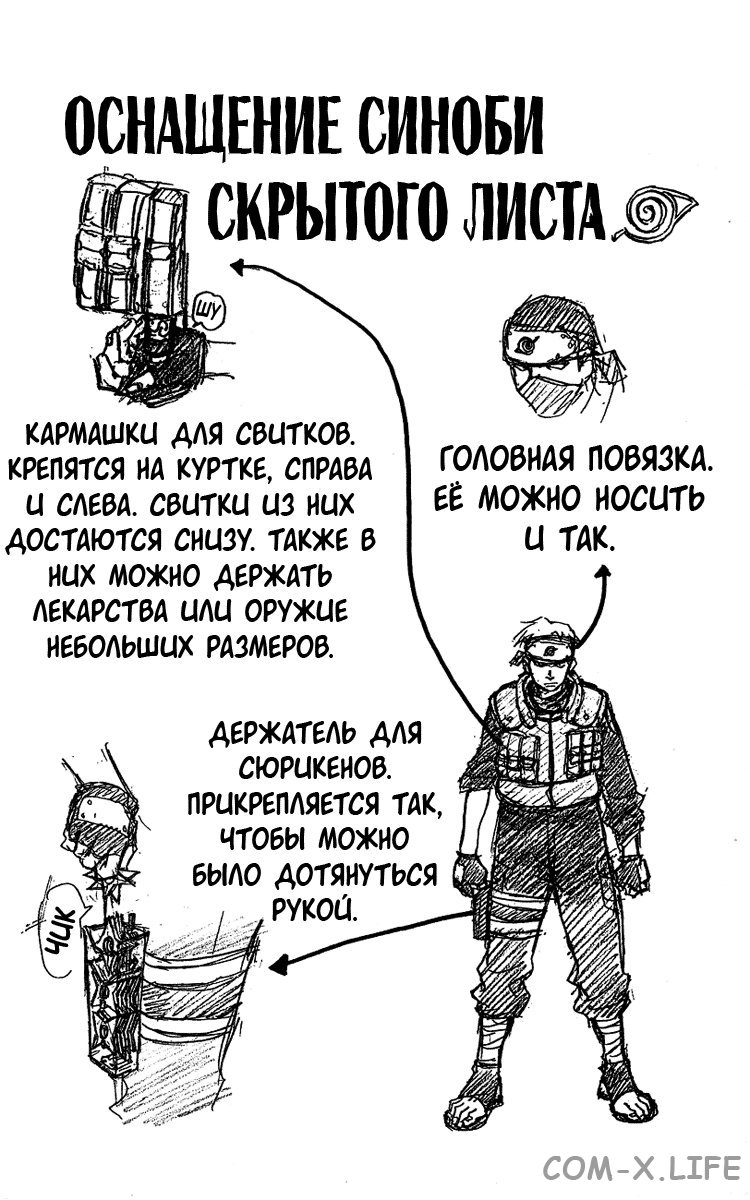 ОСНАЩЕНИЕ СИНОБИ
СКРЫТОГО ЛИСТА
ШУ
КАРМАШКИ ДЛЯ СВИТКОВ.
КРЕПЯТСЯ НА КУРТКЕ, СПРАВА
И СЛЕВА. СВИТКИ ИЗ НИХ
ДОСТАЮТСЯ СНИЗУ. ТАКЖЕ В
НИХ МОЖНО ДЕРЖАТЬ
ЛЕКАРСТВА ИЛИ ОРУЖИЕ
НЕБОЛЬШИХ РАЗМЕРОВ.
ГОЛОВНАЯ ПОВЯЗКА.
ЕЁ МОЖНО НОСИТЬ
И ТАК.
ДЕРЖАТЕЛЬ ДЛЯ
СЮРИКЕНОВ.
ПРИКРЕПЛЯЕТСЯ ТАК,
ЧТОБЫ МОЖНО
БЫЛО ДОТЯНУТЬСЯ
РУКОЙ.
ЧИК
COM-X.LIFE